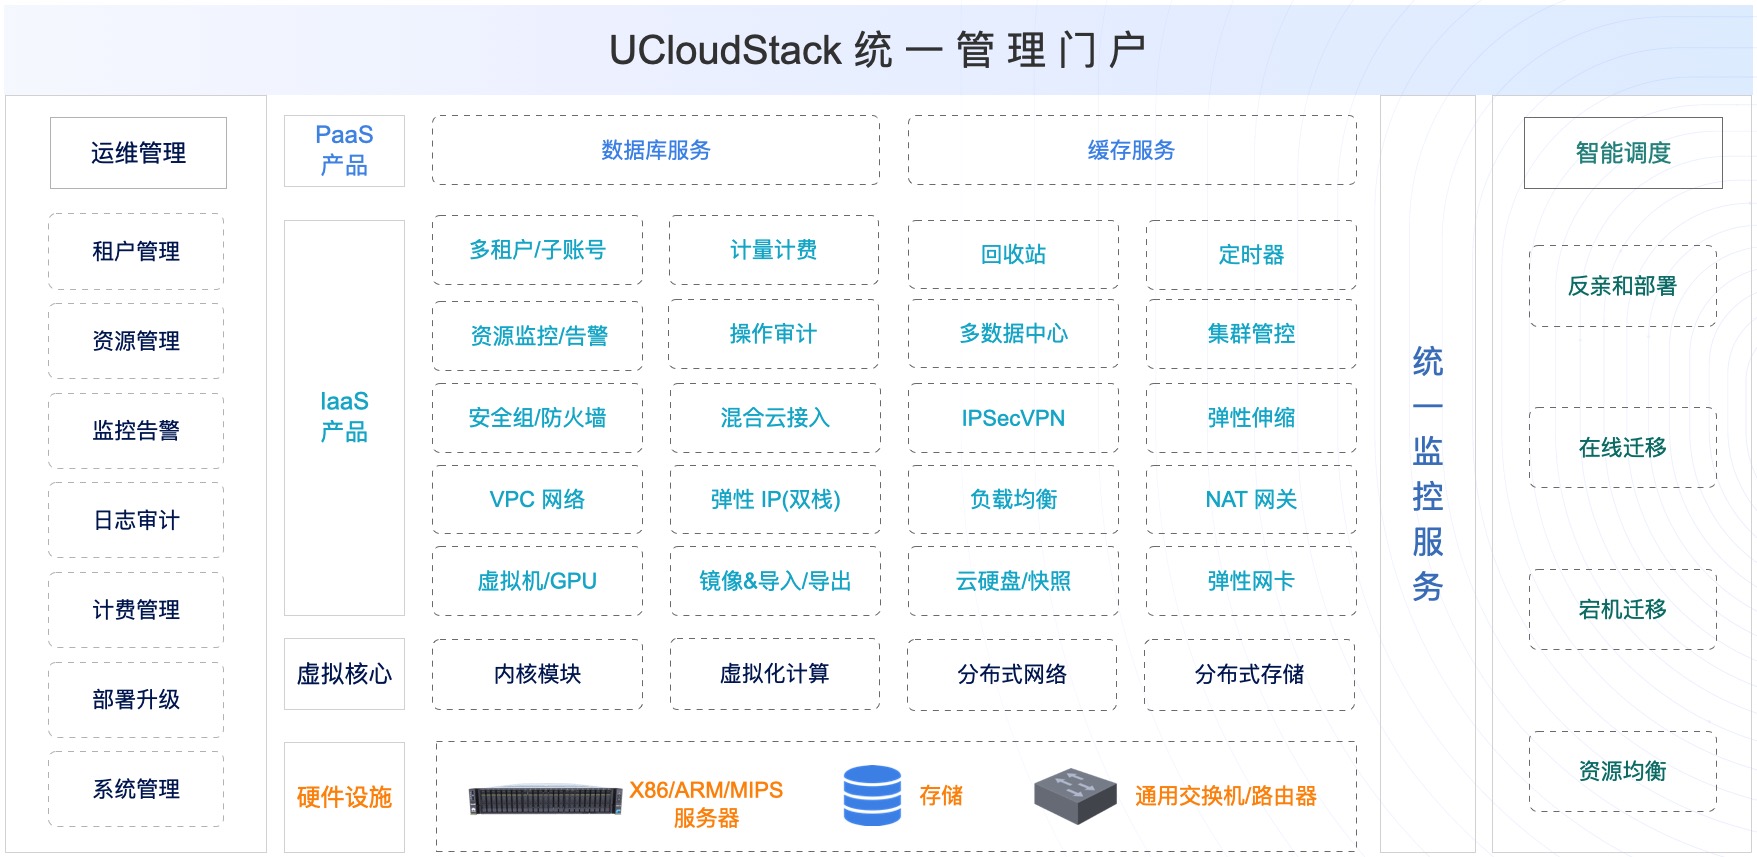 UCloudStack 统一管理门户
运维管理
租户管理
资源管理
监控告警
日志审计
计费管理
部署升级
系统管理
PaaS
产品
数据库服务
缓存服务
IaaS
产品
多租户/子账号
计量计费
回收站
定时器
资源监控/告警
操作审计
多数据中心
集群管控
安全组/防火墙
混合云接入
IPSecVPN
弹性伸缩
VPC 网络
弹性 IP(双栈)
负载均衡
NAT 网关
虚拟机/GPU
镜像&导入/导出
云硬盘/快照
弹性网卡
虚拟核心
内核模块
虚拟化计算
分布式网络
分布式存储
硬件设施
X86/ARM/MIPS
服务器
存储
通用交换机/路由器
统一监控服务
智能调度
反亲和部署
在线迁移
宕机迁移
资源均衡